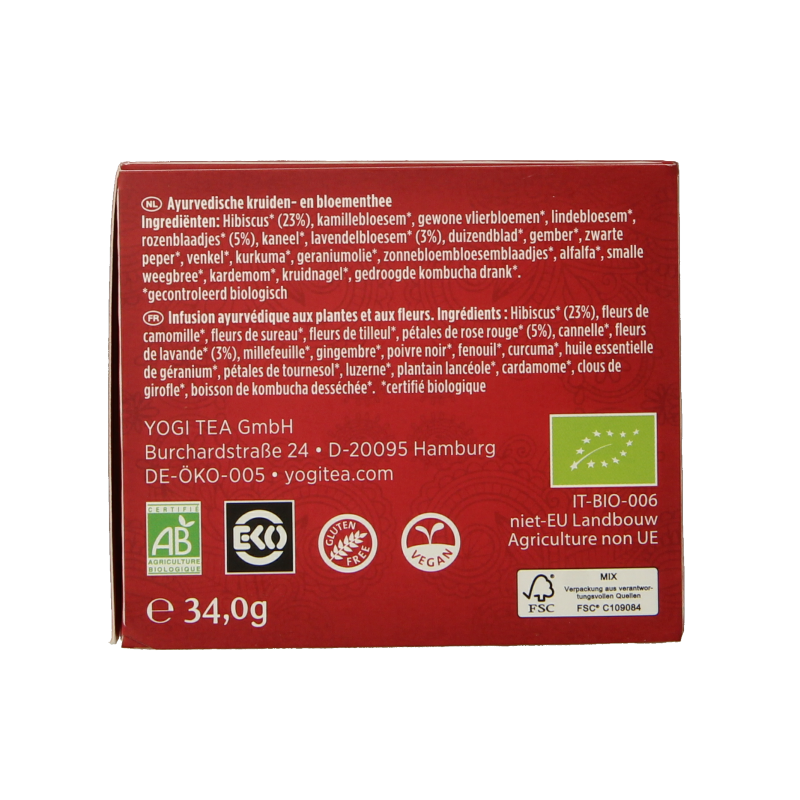 NL Ayurvedische kruiden- en bloementhee
Ingrediënten: Hibiscus* (23%), kamillebloesem*, gewone vlierbloemen*, lindebloesem*,
rozenblaadjes* (5%), kaneel*, lavendelbloesem* (3%), duizendblad*, gember*, zwarte
peper*, venkel*, kurkuma*, geraniumolie*, zonnebloembloesemblaadjes*, alfalfa*, smalle
weegbree*, kardemom*, kruidnagel*, gedroogde kombucha drank*.
*gecontroleerd biologisch
FR Infusion ayurvédique aux plantes et aux fleurs. Ingrédients : Hibiscus* (23%), fleurs de
camomille*, fleurs de sureau*, fleurs de tilleul*, pétales de rose rouge* (5%), cannelle*, fleurs
de lavande* (3%), millefeuille*, gingembre*, poivre noir*, fenouil*, curcuma*, huile essentielle
de géranium*, pétales de tournesol*, luzerne*, plantain lancéole*, cardamome*, clous de
girofle*, boisson de kombucha desséchée*. *certifié biologique
YOGI TEA GmbH
Burchardstraße 24 • D-20095 Hamburg
DE-ÖKO-005 • yogitea.com
IT-BIO-006
niet-EU Landbouw
Agriculture non UE
CERTIFIÉ
AB
AGRICULTURE
BIOLOGIQUE
EKO
GLUTEN
FREE
VEGAN
FSC
MIX
Verpackung aus verantwor-
tungsvollen Quellen
FSC® C109084
℮ 34,0g